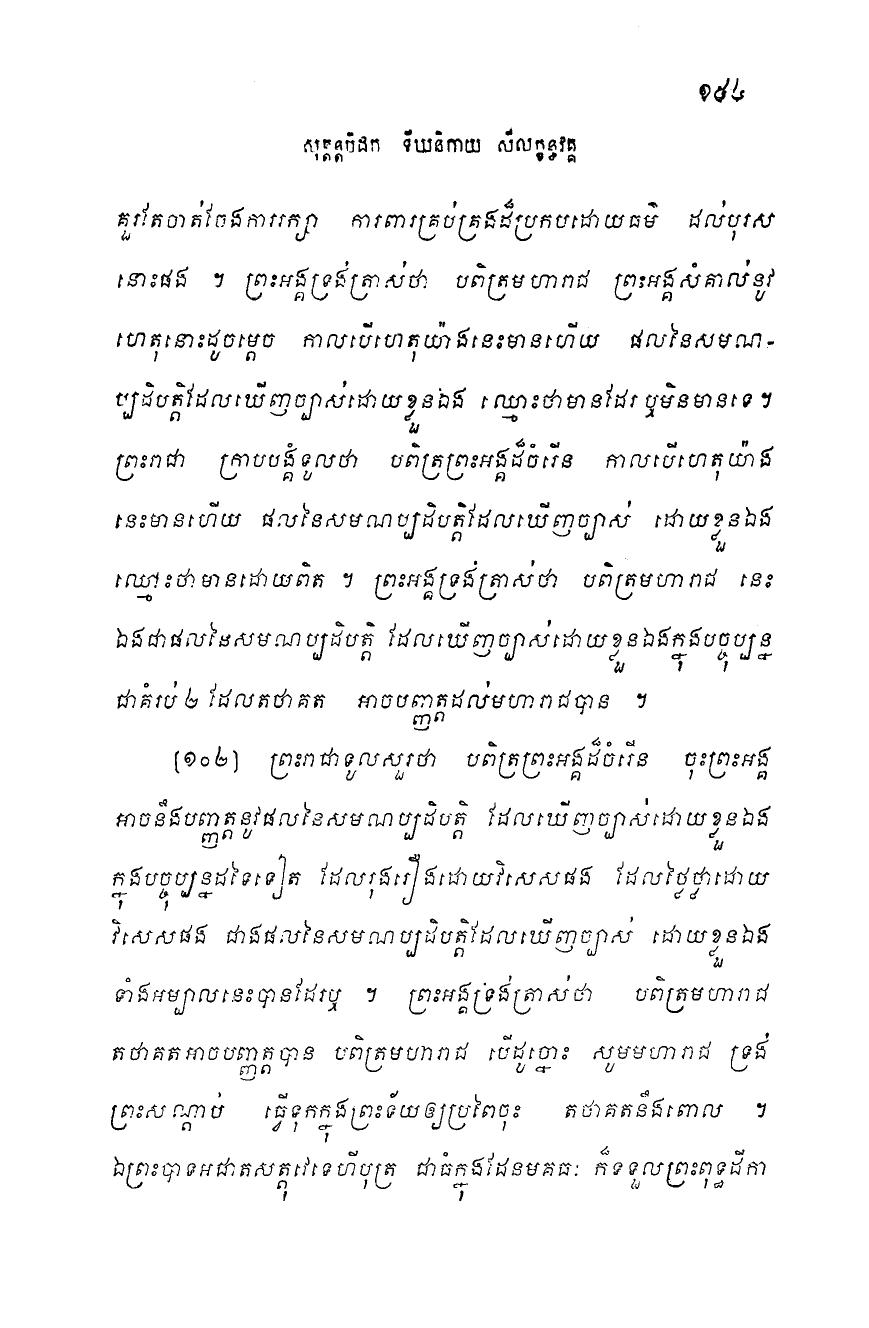 ១៩៤
សុត្តន្តបិដក ទីឃនិកាយ សីលក្ខន្ធវគ្គ
គួរតែចាត់ចែងការរក្សា ការពារគ្រប់គ្រងដ៏ប្រកបដោយធម៌ ដល់បុរស
នោះផង ។ ព្រះអង្គទ្រង់ត្រាស់ថា បពិត្រមហារាជ ព្រះអង្គសំគាល់នូវ
ហេតុនោះដូចម្តេច កាលបើហេតុយ៉ាងនេះមានហើយ ផលនៃសមណ-
ប្បដិបត្តិដែលឃើញច្បាស់ដោយខ្លួនឯង ឈ្មោះថាមានដែរ ឬមិនមានទេ ។
ព្រះរាជា ក្រាបបង្គំទូលថា បពិត្រព្រះអង្គដ៏ចំរើន កាលបើហេតុយ៉ាង
នេះមានហើយ ផលនៃសមណប្បដិបត្តិដែលឃើញច្បាស់ ដោយខ្លួនឯង
ឈ្មោះថាមានដោយពិត ។ ព្រះអង្គទ្រង់ត្រាស់ថា បពិត្រមហារាជ នេះ
ឯងជាផលនៃសមណប្បដិបត្តិ ដែលឃើញច្បាស់ដោយខ្លួនឯងក្នុងបច្ចុប្បន្ន
ជាគំរប់ ២ ដែលតថាគត អាចបញ្ញត្តដល់មហារាជបាន ។
[១០២] ព្រះរាជាទូលសួរថា បពិត្រព្រះអង្គដ៏ចំរើន ចុះព្រះអង្គ
អាចនឹងបញ្ញត្តនូវផលនៃសមណប្បដិបត្តិ ដែលឃើញច្បាស់ដោយខ្លួនឯង
ក្នុងបច្ចុប្បន្នដទៃទៀត ដែលរុងរឿងដោយវិសេសផង ដែលថ្លៃថ្លាដោយ
វិសេសផង ជាងផលនៃសមណប្បដិបត្តិដែលឃើញច្បាស់ ដោយខ្លួនឯង
ទាំងអម្បាលនេះបានដែរឬ ។ ព្រះអង្គទ្រង់ត្រាស់ថា បពិត្រមហារាជ
តថាគតអាចបញ្ញត្តបាន បពិត្រមហារាជ បើដូច្នោះ សូមមហារាជ ទ្រង់
ព្រះសណ្តាប់ ធ្វើទុកក្នុងព្រះទ័យឲ្យប្រពៃចុះ តថាគតនឹងពោល ។
ឯព្រះបាទអជាតសត្តុវេទេហីបុត្រ ជាធំក្នុងដែនមគធៈ ក៏ទទួលព្រះពុទ្ធដីកា